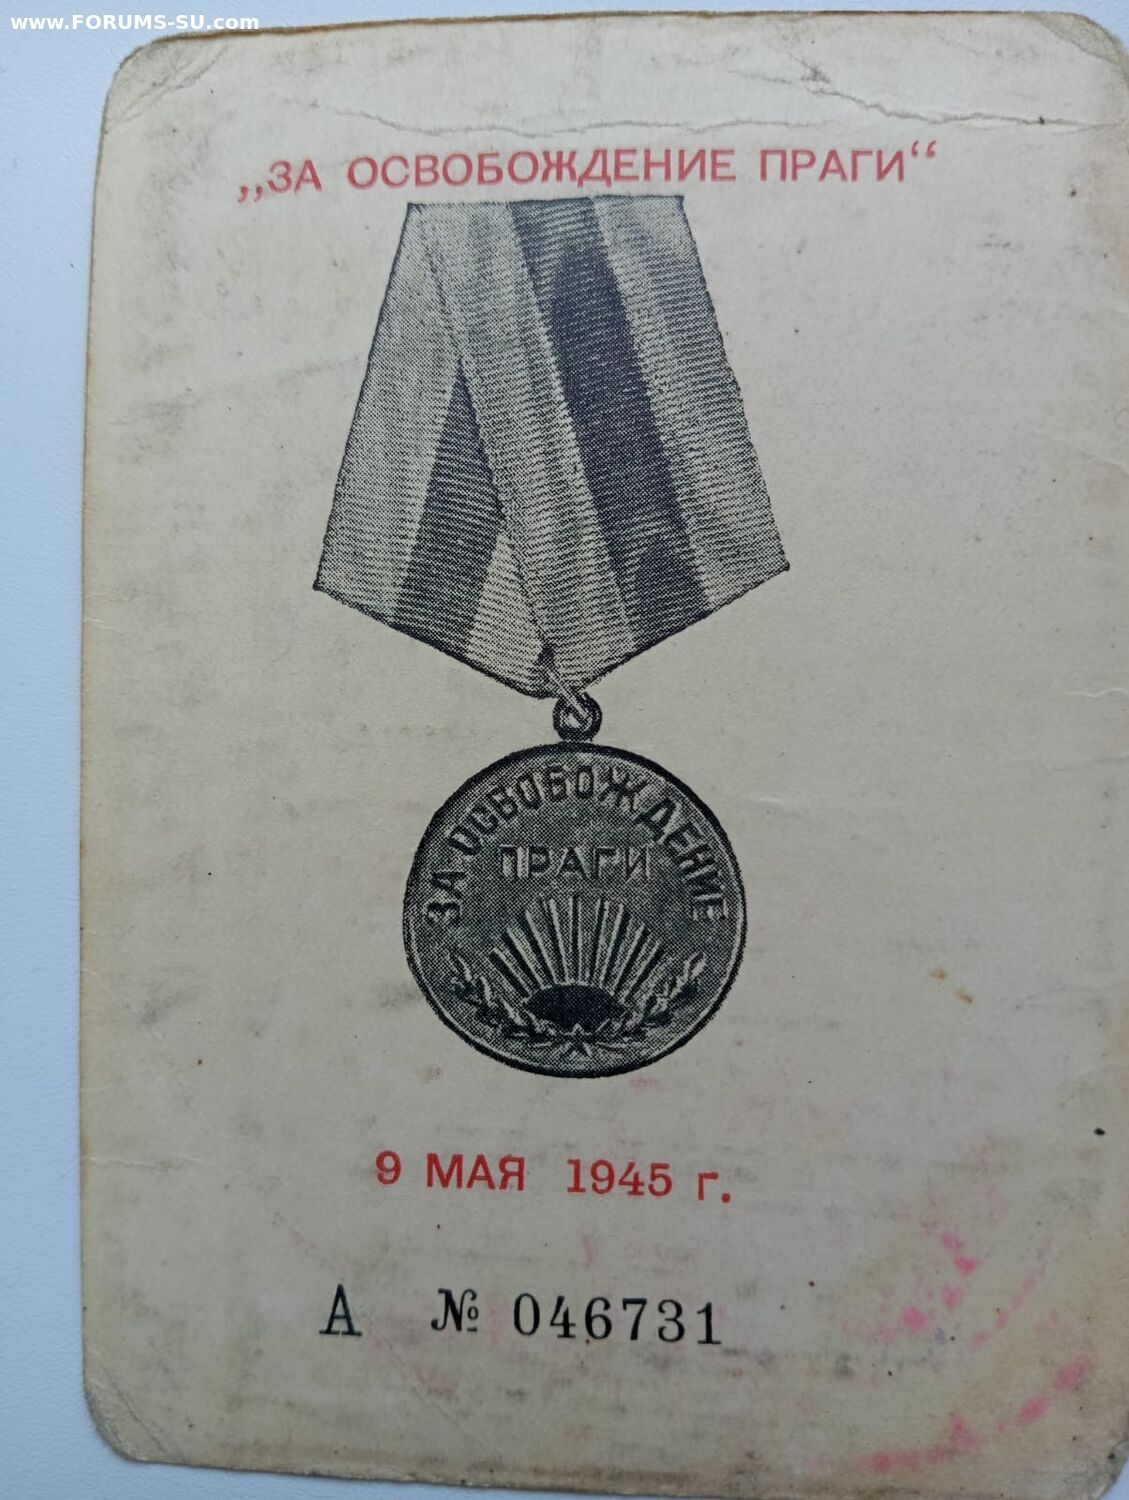 www.FORUMS-SU.com
„ЗА ОСВОБОЖДЕНИЕ ПРАГИ“
ЗА ОСВОБОЖДЕНИЕ
ПРАГИ
9 МАЯ 1945 г.
А № 046731